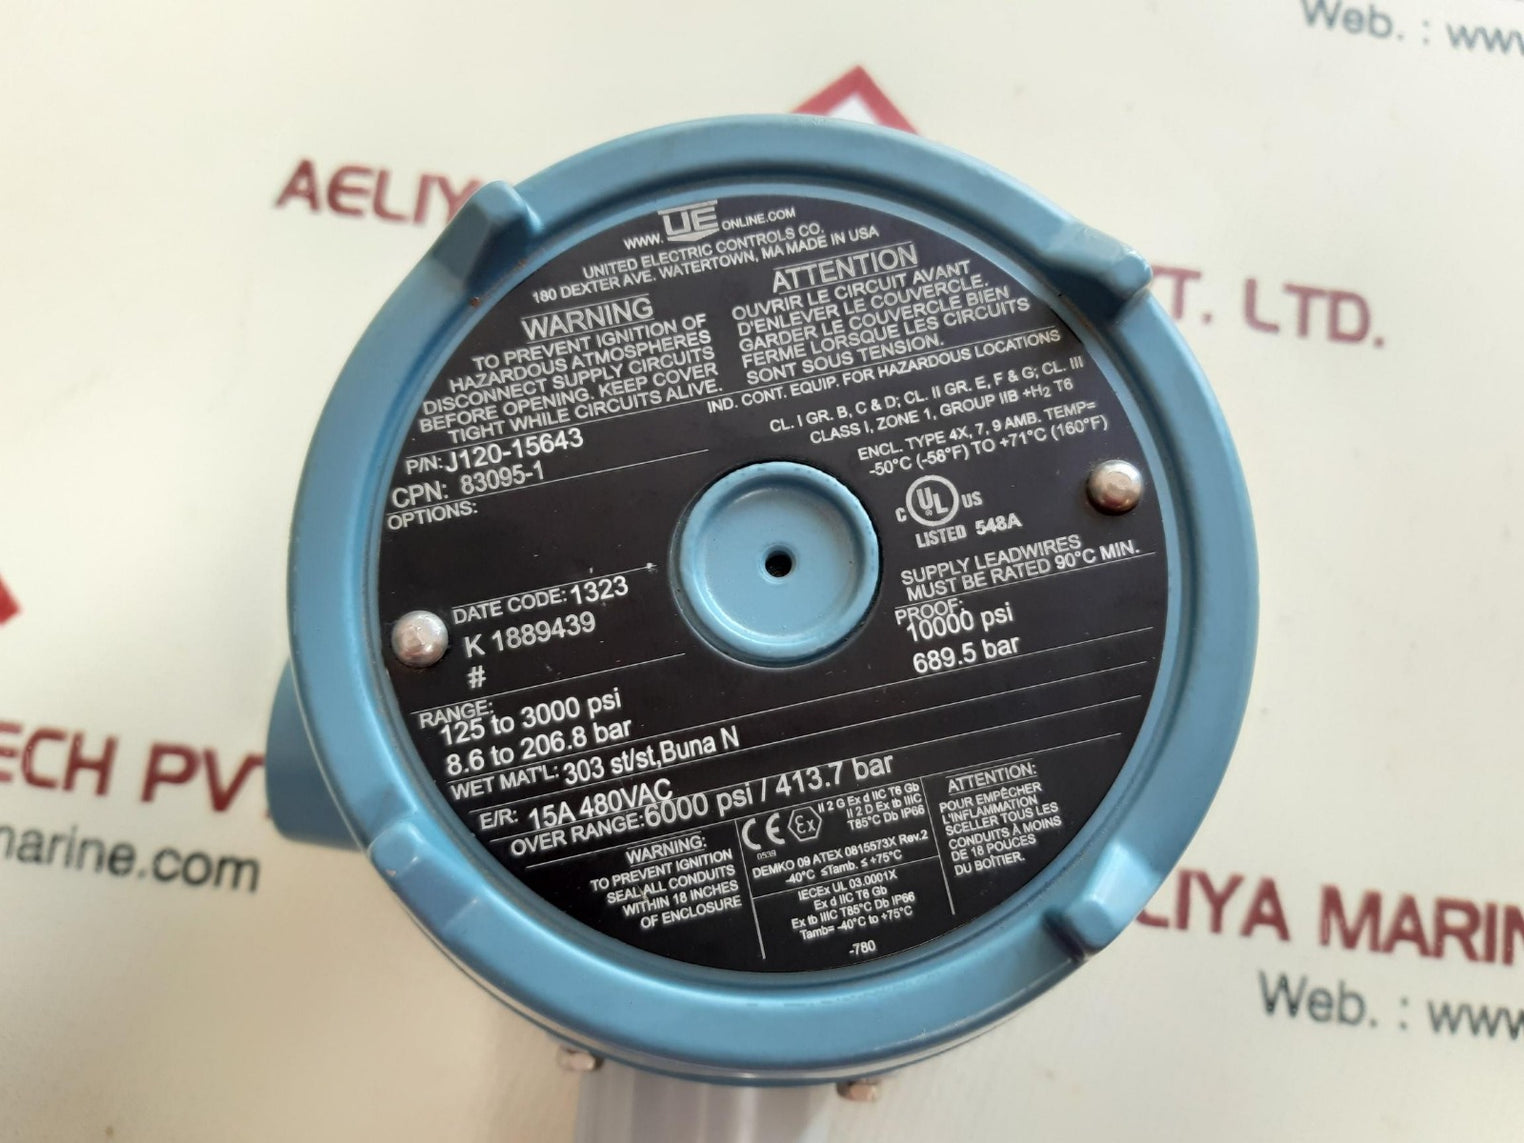 Web. : www
AELIY
T. LTD.
WWW. UE ONLINE.COM
UNITED ELECTRIC CONTROLS CO.
180 DEXTER AVE. WATERTOWN, MA MADE IN USA
WARNING
TO PREVENT IGNITION OF
HAZARDOUS ATMOSPHERES
DISCONNECT SUPPLY CIRCUITS
BEFORE OPENING. KEEP COVER
TIGHT WHILE CIRCUITS ALIVE.
ATTENTION
OUVRIR LE CIRCUIT AVANT
D'ENLEVER LE COUVERCLE.
GARDER LE COUVERCLE BIEN
FERME LORSQUE LES CIRCUITS
SONT SOUS TENSION.
IND. CONT. EQUIP. FOR HAZARDOUS LOCATIONS
CL. I GR. B, C & D; CL. II GR. E, F & G; CL. III
CLASS I, ZONE 1, GROUP IIB +H2 T6
ENCL. TYPE 4X, 7, 9 AMB. TEMP=
-50°C (-58°F) TO +71°C (160°F)
P/N: J120-15643
CPN: 83095-1
OPTIONS:
C UL US
LISTED 548A
SUPPLY LEADWIRES
MUST BE RATED 90°C MIN.
DATE CODE: 1323
K 1889439
#
PROOF:
10000 psi
689.5 bar
RANGE:
125 to 3000 psi
8.6 to 206.8 bar
WET MAT'L: 303 st/st,Buna N
E/R: 15A 480VAC
OVER RANGE: 6000 psi / 413.7 bar
WARNING:
TO PREVENT IGNITION
SEAL ALL CONDUITS
WITHIN 18 INCHES
OF ENCLOSURE
CE 0539 Ex
II 2 G Ex d IIC T6 Gb
II 2 D Ex tb IIIC
T85°C Db IP66
DEMKO 09 ATEX 0815573X Rev.2
-40°C ≤Tamb. ≤ +75°C
IECEx UL 03.0001X
Ex d IIC T6 Gb
Ex tb IIIC T85°C Db IP66
Tamb= -40°C to +75°C
-780
ATTENTION:
POUR EMPÊCHER
L'INFLAMMATION
SCELLER TOUS LES
CONDUITS À MOINS
DE 18 POUCES
DU BOÎTIER.
ECH PV
arine.com
LIYA MARIN
Web. : www